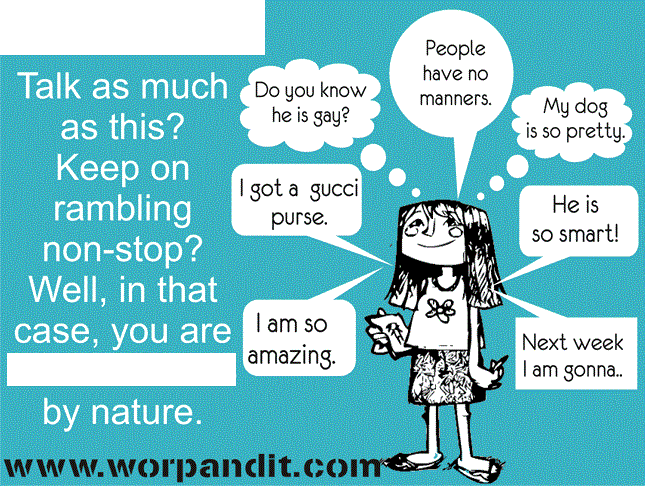 Talk as much
as this?
Keep on
rambling
non-stop?
Well, in that
case, you are
by nature.
Do you know
he is gay?
People
have no
manners.
My dog
is so pretty.
I got a gucci
purse.
He is
so smart!
I am so
amazing.
Next week
I am gonna..
www.worpandit.com